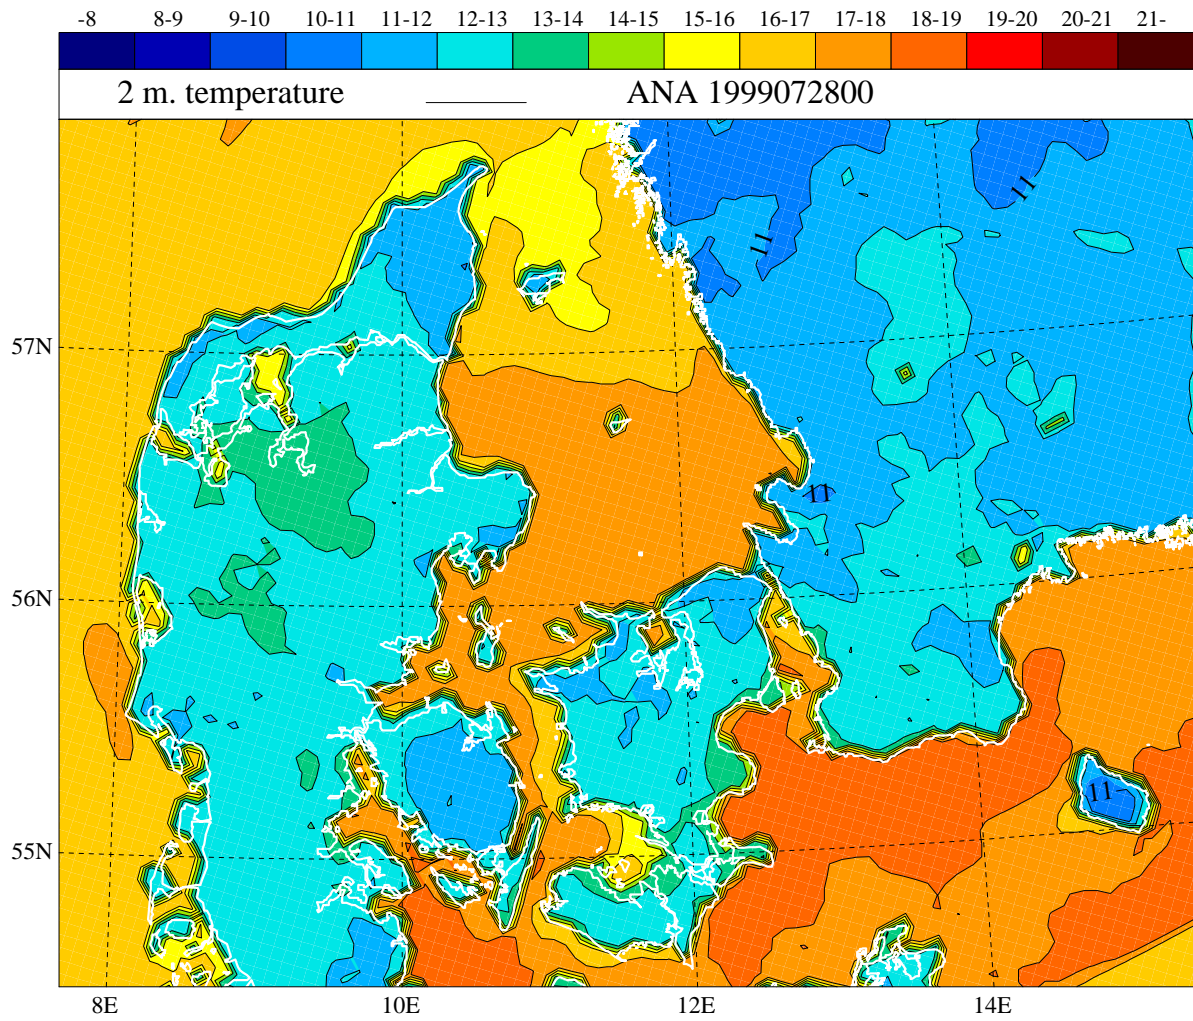 -8 8-9 9-10 10-11 11-12 12-13 13-14 14-15 15-16 16-17 17-18 18-19 19-20 20-21 21-
2 m. temperature ANA 1999072800
11
11
57N
11
56N
11
55N
8E 10E 12E 14E